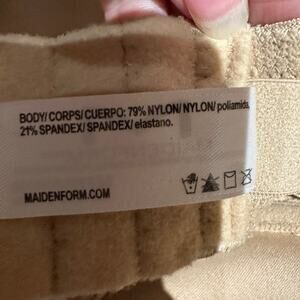 BODY/ CORPS/ CUERPO: 79% NYLON/ NYLON/ poliamida,
21% SPANDEX/ SPANDEX/ elastano.
MAIDENFORM.COM